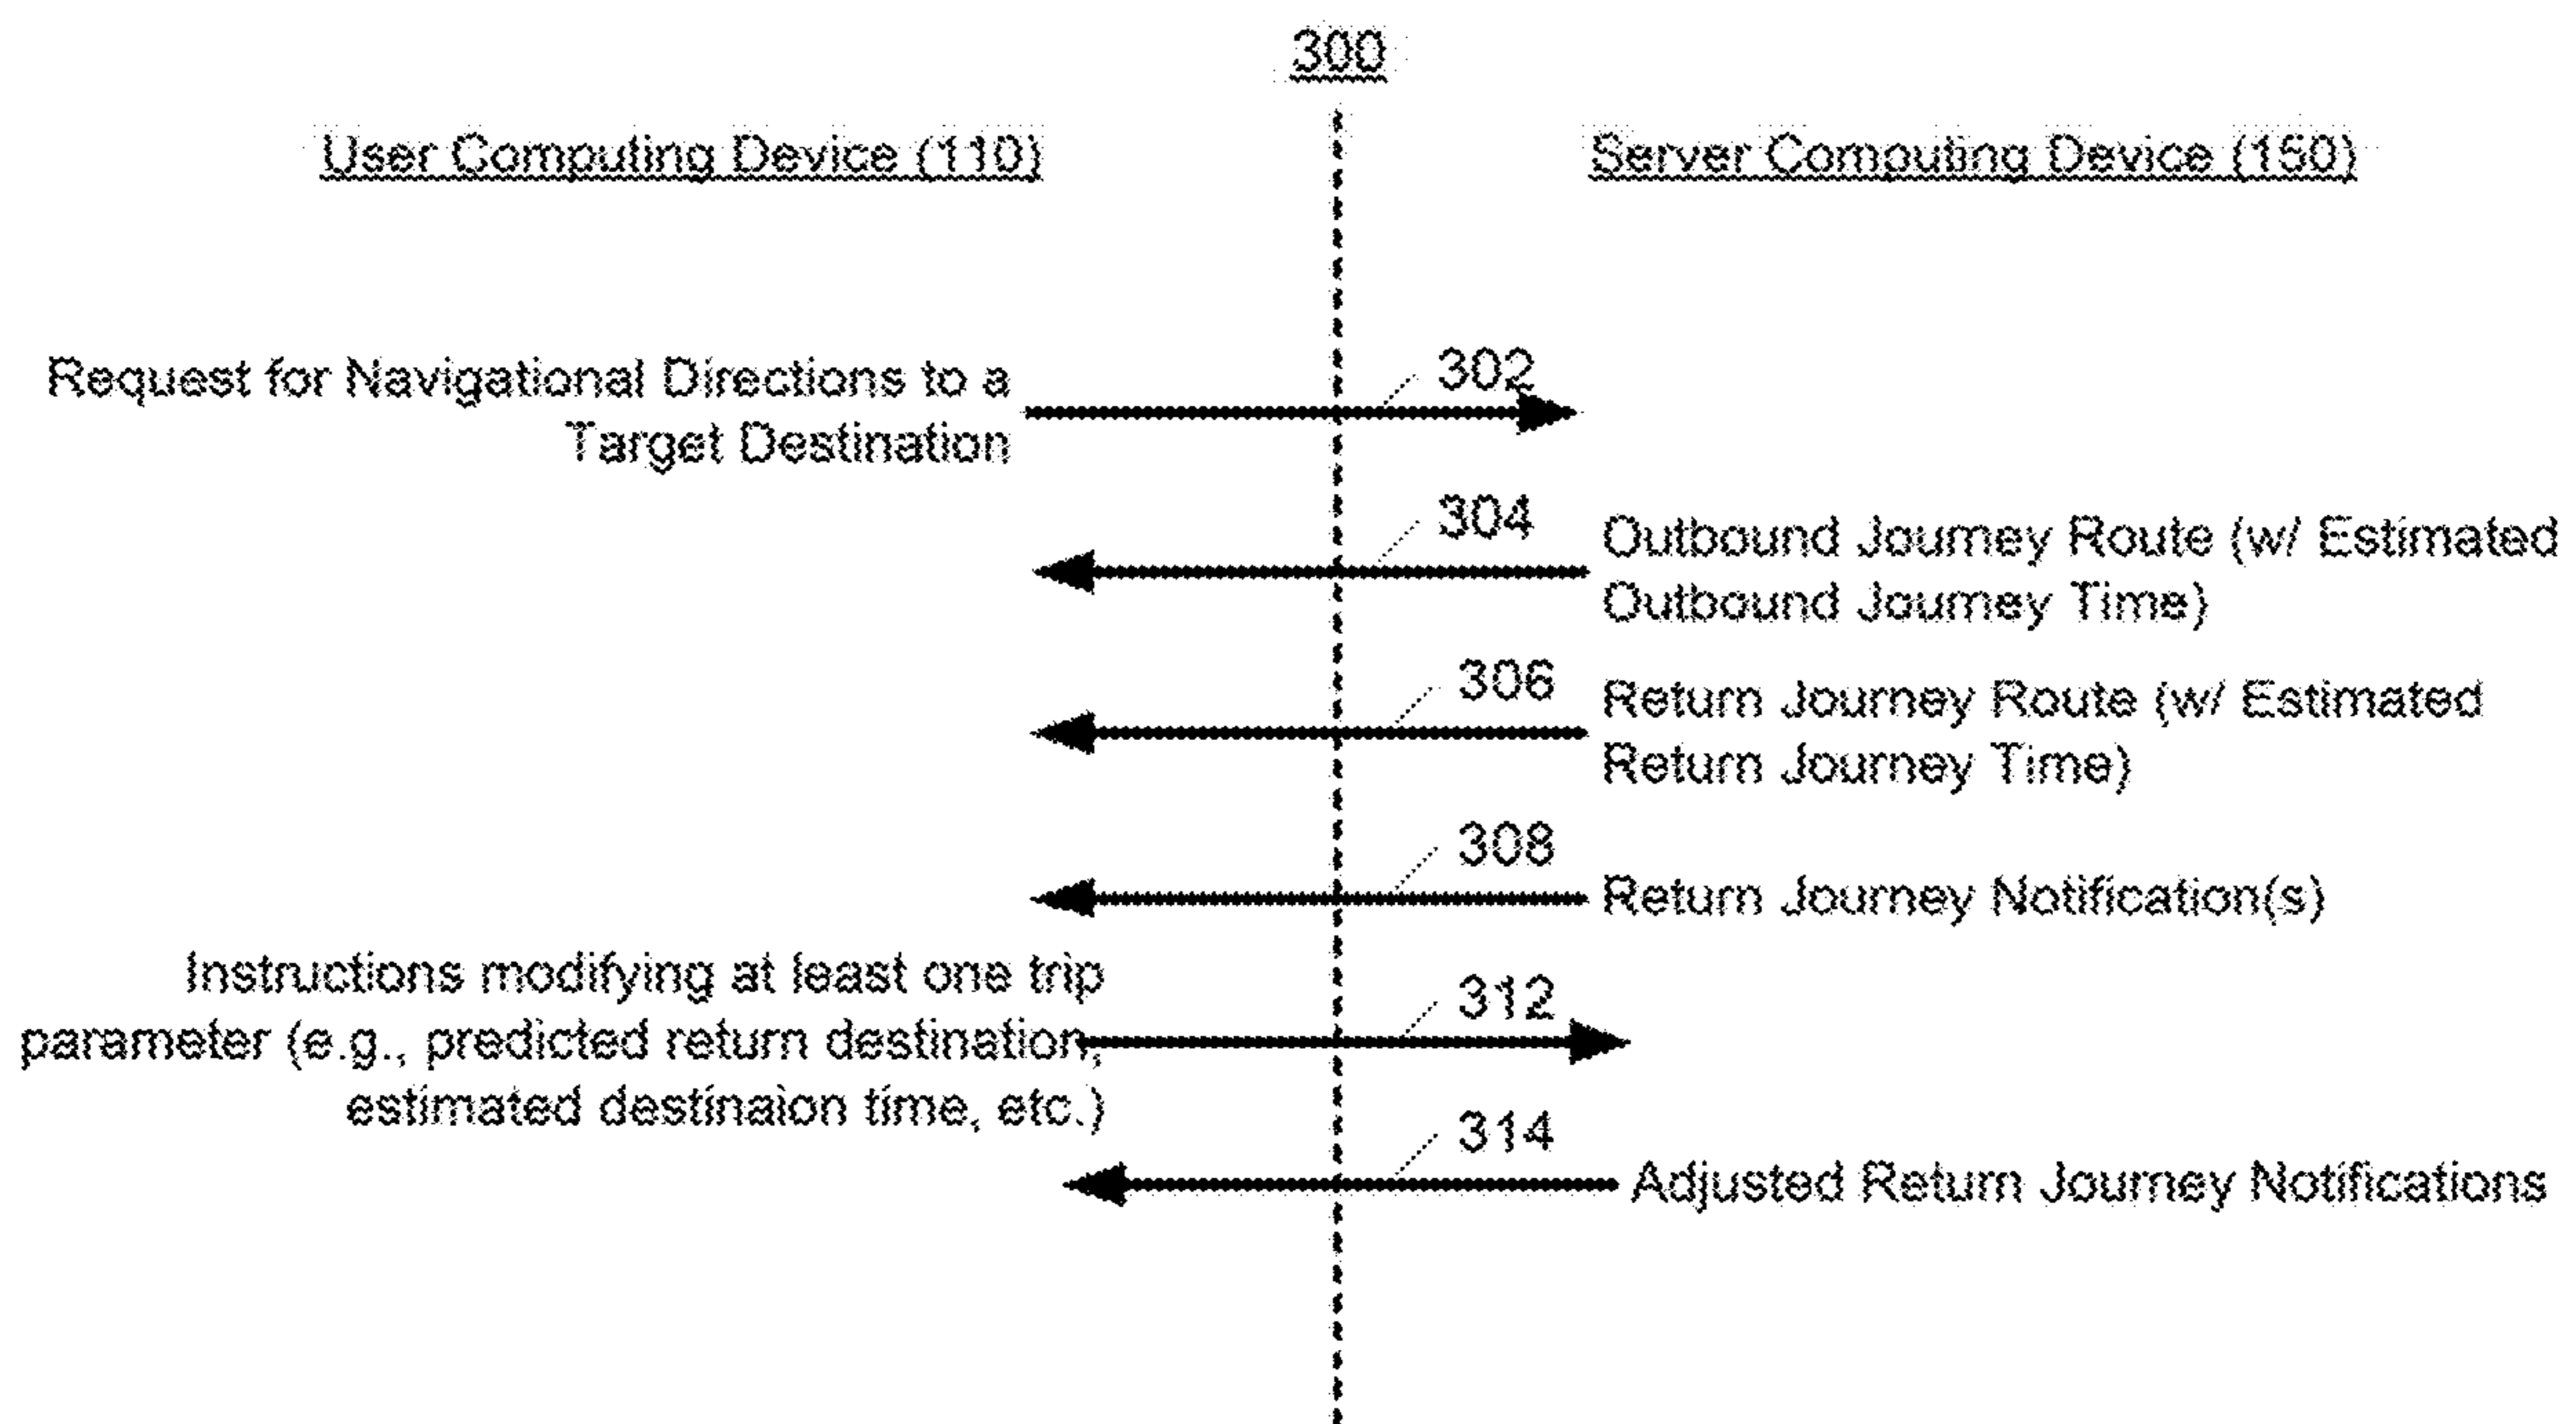 300
User Computing Device (110)
Server Computing Device (150)
302
Request for Navigational Directions to a
Target Destination
304
Outbound Journey Route (w/ Estimated
Outbound Journey Time)
306
Return Journey Route (w/ Estimated
Return Journey Time)
308
Return Journey Notification(s)
Instructions modifying at least one trip
parameter (e.g., predicted return destination,
estimated destinaion time, etc.)
312
314
Adjusted Return Journey Notifications